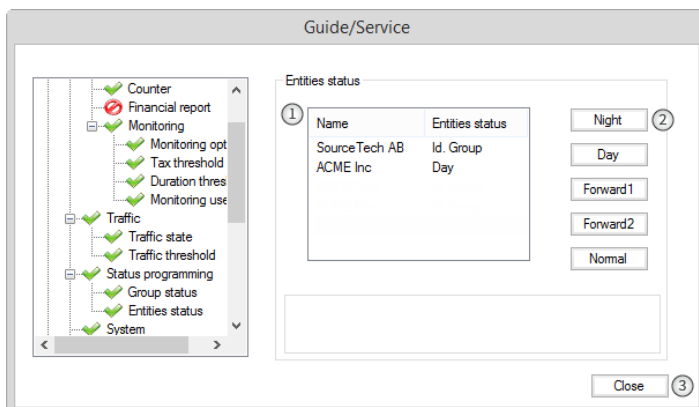 Guide/Service
Counter
Financial report
Monitoring
Monitoring opt
Tax threshold
Duration thres
Monitoring use
Traffic
Traffic state
Traffic threshold
Status programming
Group status
Entities status
System
Entities status
1
Name Entities status
SourceTech AB Id. Group
ACME Inc Day
Night 2
Day
Forward1
Forward2
Normal
Close 3